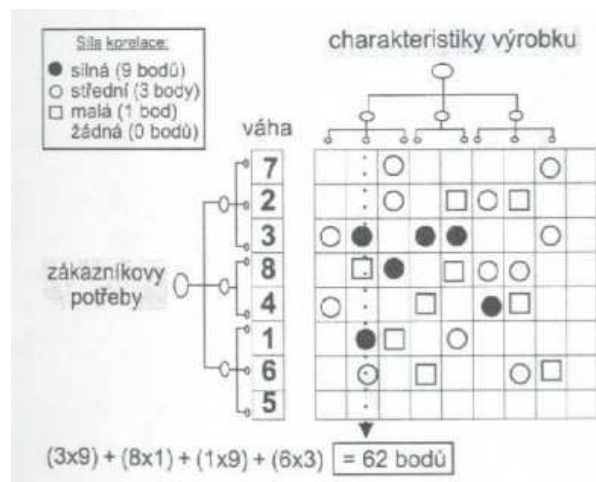 Síla korelace:
silná (9 bodů)
střední (3 body)
malá (1 bod)
žádná (0 bodů)
charakteristiky výrobku
váha
7
2
3
8
4
1
6
5
zákazníkovy
potřeby
(3x9) + (8x1) + (1x9) + (6x3) = 62 bodů